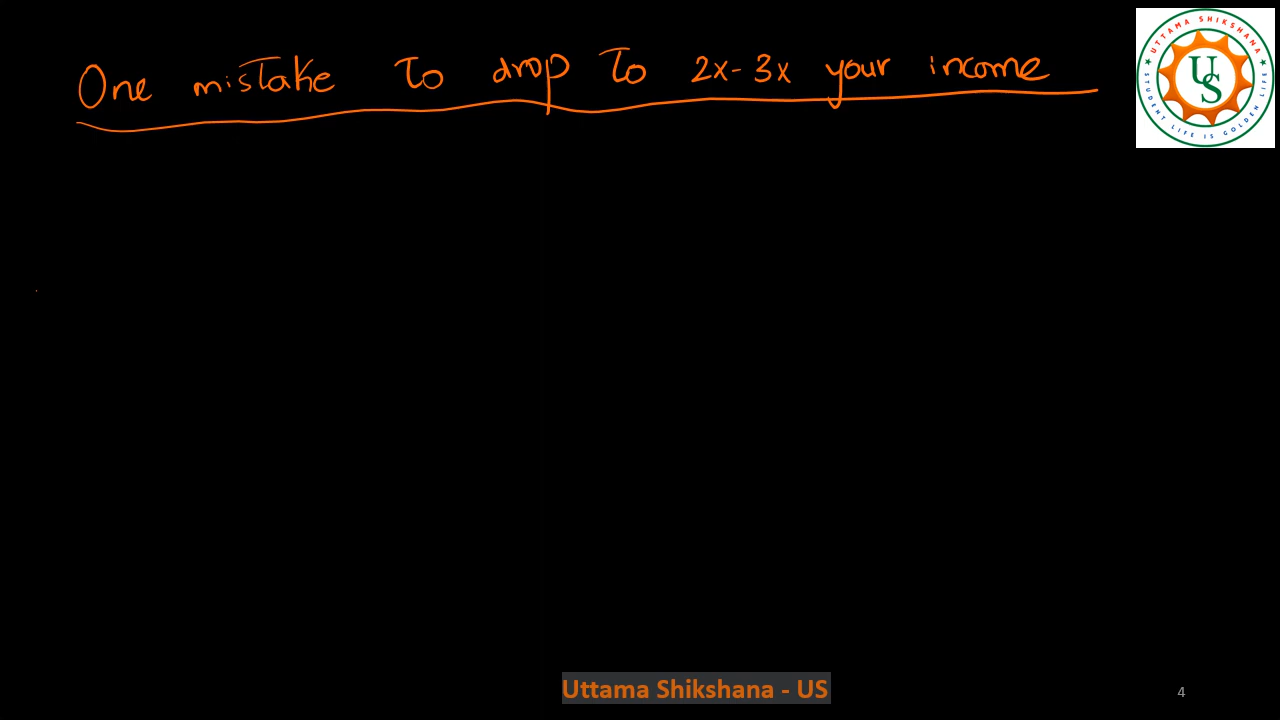 One mistake To drop To 2x-3x your income
UTTAMA SHIKSHANA
US
STUDENT LIFE IS GOLDEN LIFE
Uttama Shikshana - US
4